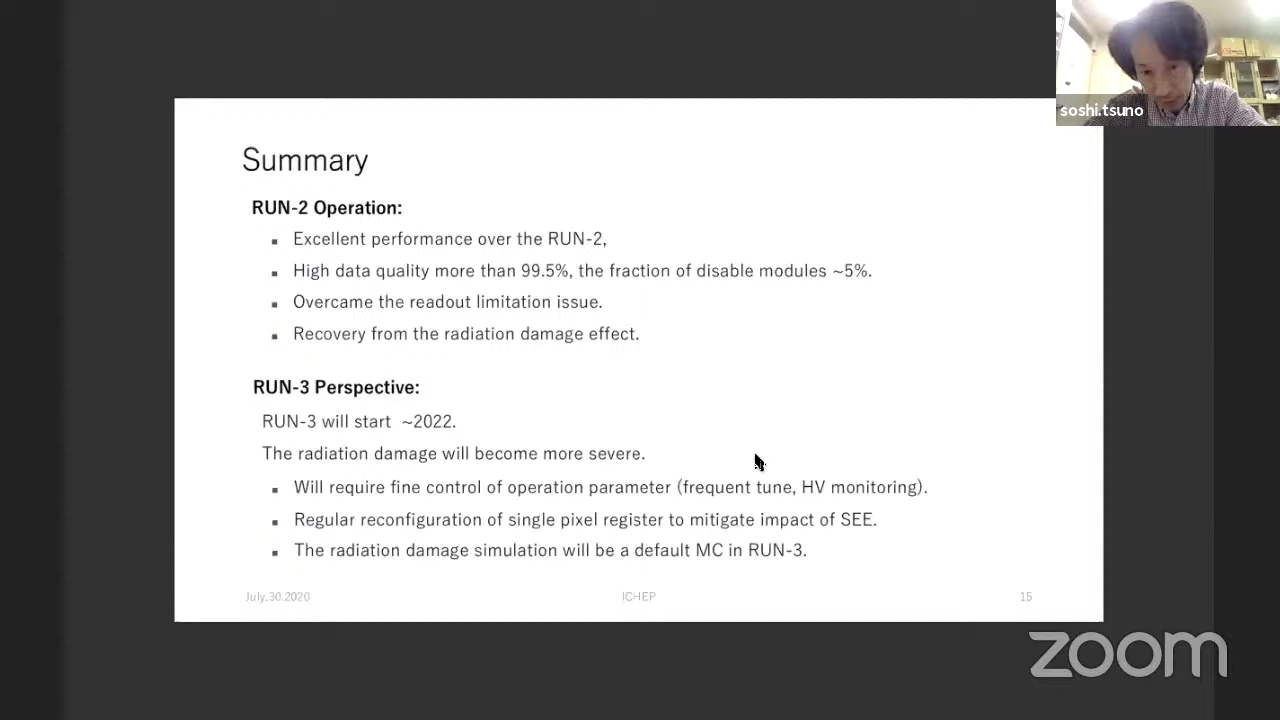 soshi.tsuno
Summary
RUN-2 Operation:
▪ Excellent performance over the RUN-2,
▪ High data quality more than 99.5%, the fraction of disable modules ~5%.
▪ Overcame the readout limitation issue.
▪ Recovery from the radiation damage effect.
RUN-3 Perspective:
RUN-3 will start ~2022.
The radiation damage will become more severe.
▪ Will require fine control of operation parameter (frequent tune, HV monitoring).
▪ Regular reconfiguration of single pixel register to mitigate impact of SEE.
▪ The radiation damage simulation will be a default MC in RUN-3.
July.30.2020 ICHEP 15
zoom